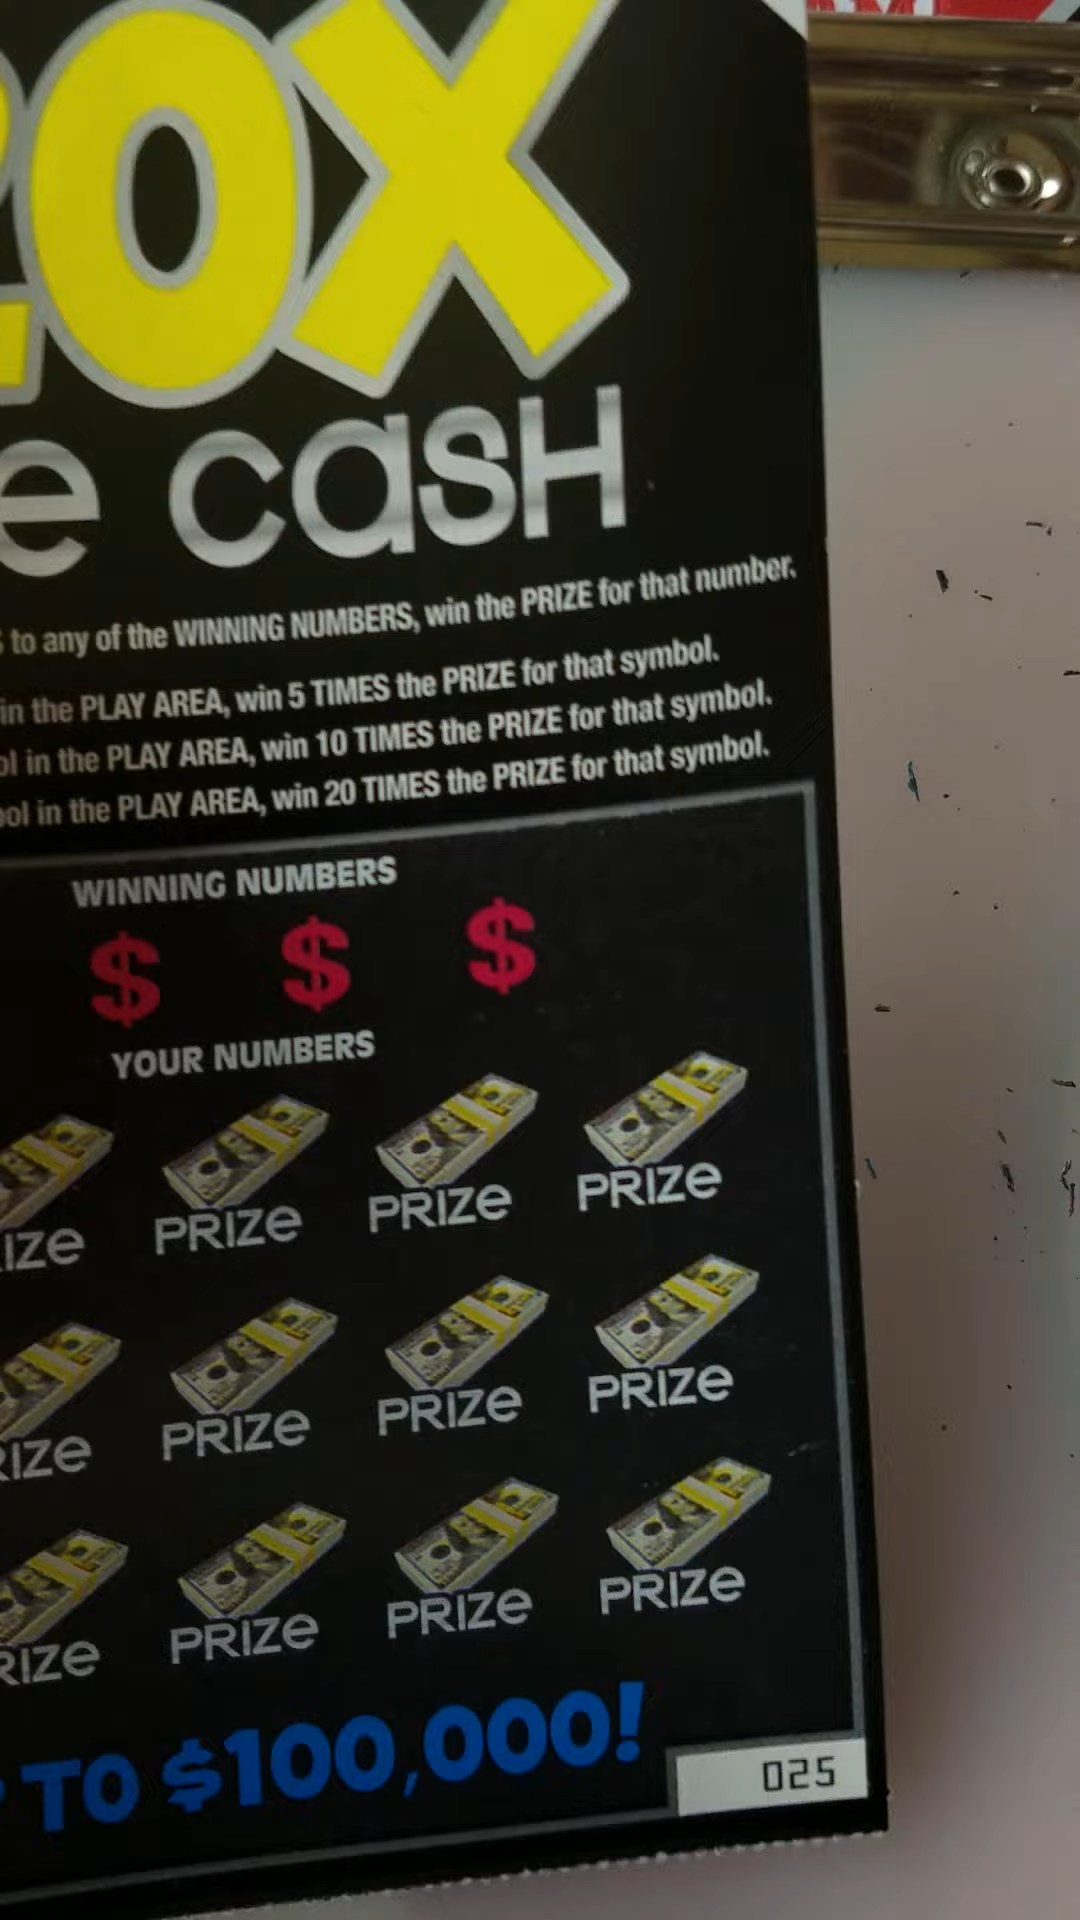 20X
e CASH
to any of the WINNING NUMBERS, win the PRIZE for that number.
in the PLAY AREA, win 5 TIMES the PRIZE for that symbol.
ol in the PLAY AREA, win 10 TIMES the PRIZE for that symbol.
ool in the PLAY AREA, win 20 TIMES the PRIZE for that symbol.
WINNING NUMBERS
$ $ $
YOUR NUMBERS
IZE PRIZE PRIZE PRIZE
RIZE PRIZE PRIZE PRIZE
RIZE PRIZE PRIZE PRIZE
TO $100,000!
025